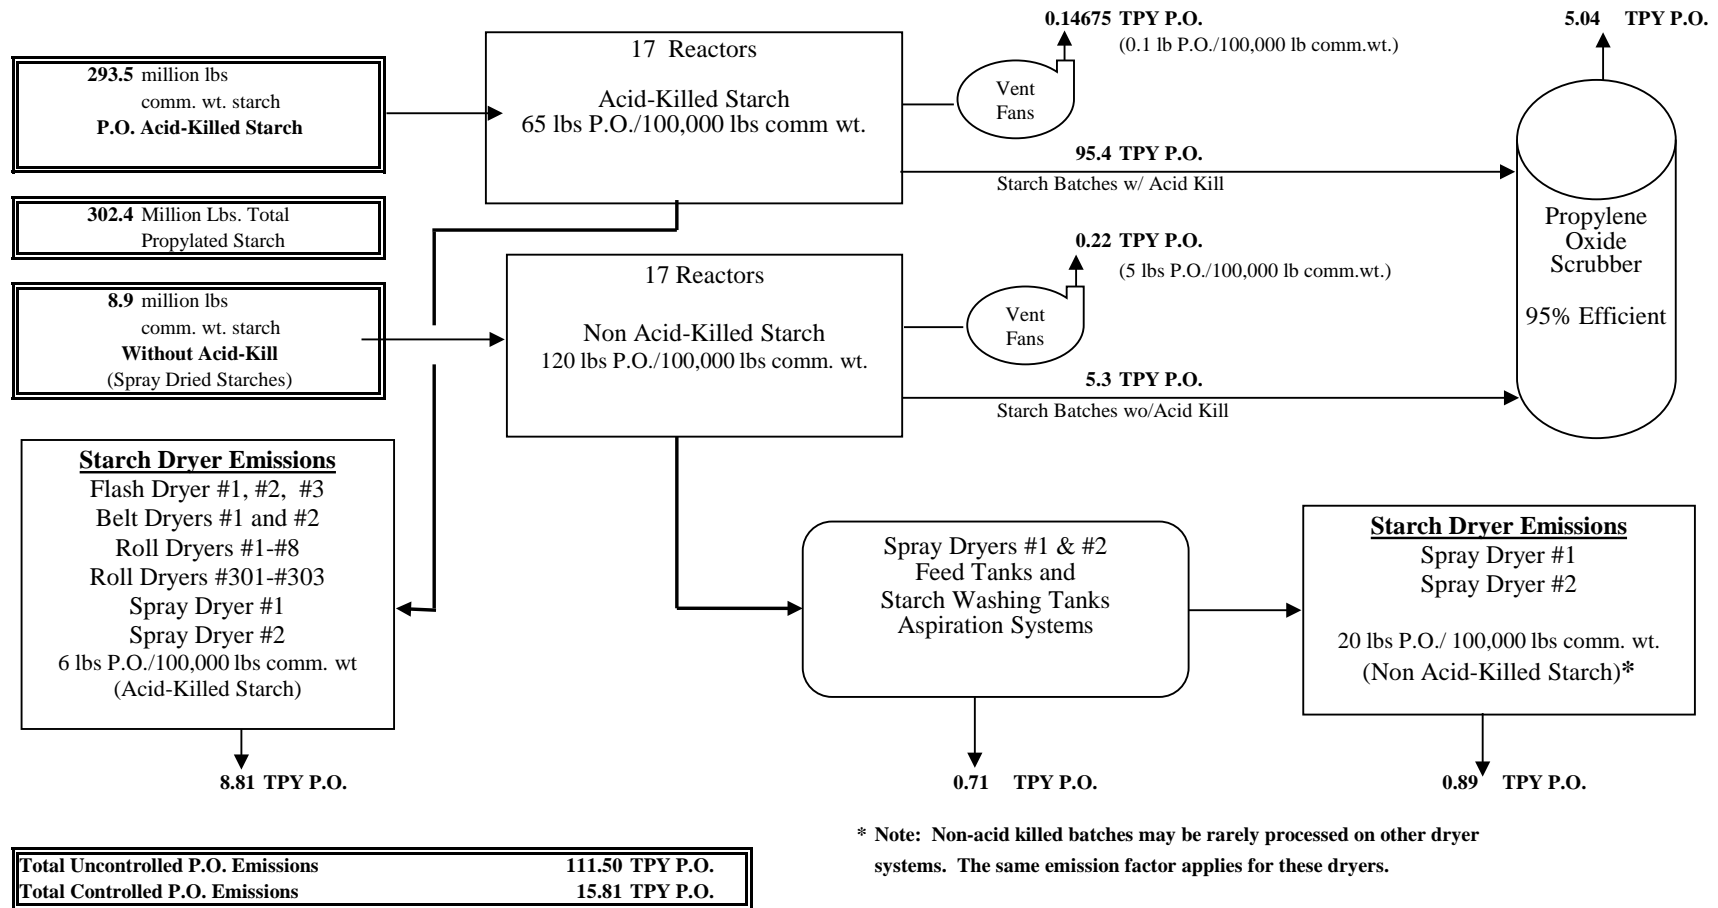 0.14675 TPY P.O.
(0.1 lb P.O./100,000 lb comm.wt.)
5.04 TPY P.O.
293.5 million lbs
comm. wt. starch
P.O. Acid-Killed Starch
17 Reactors
Acid-Killed Starch
65 lbs P.O./100,000 lbs comm wt.
Vent
Fans
95.4 TPY P.O.
Starch Batches w/ Acid Kill
302.4 Million Lbs. Total
Propylated Starch
8.9 million lbs
comm. wt. starch
Without Acid-Kill
(Spray Dried Starches)
17 Reactors
Non Acid-Killed Starch
120 lbs P.O./100,000 lbs comm. wt.
0.22 TPY P.O.
(5 lbs P.O./100,000 lb comm.wt.)
Vent
Fans
5.3 TPY P.O.
Starch Batches wo/Acid Kill
Propylene
Oxide
Scrubber
95% Efficient
Starch Dryer Emissions
Flash Dryer #1, #2, #3
Belt Dryers #1 and #2
Roll Dryers #1-#8
Roll Dryers #301-#303
Spray Dryer #1
Spray Dryer #2
6 lbs P.O./100,000 lbs comm. wt
(Acid-Killed Starch)
8.81 TPY P.O.
Spray Dryers #1 & #2
Feed Tanks and
Starch Washing Tanks
Aspiration Systems
0.71 TPY P.O.
Starch Dryer Emissions
Spray Dryer #1
Spray Dryer #2
20 lbs P.O./ 100,000 lbs comm. wt.
(Non Acid-Killed Starch)*
0.89 TPY P.O.
* Note: Non-acid killed batches may be rarely processed on other dryer
systems. The same emission factor applies for these dryers.
Total Uncontrolled P.O. Emissions 111.50 TPY P.O.
Total Controlled P.O. Emissions 15.81 TPY P.O.